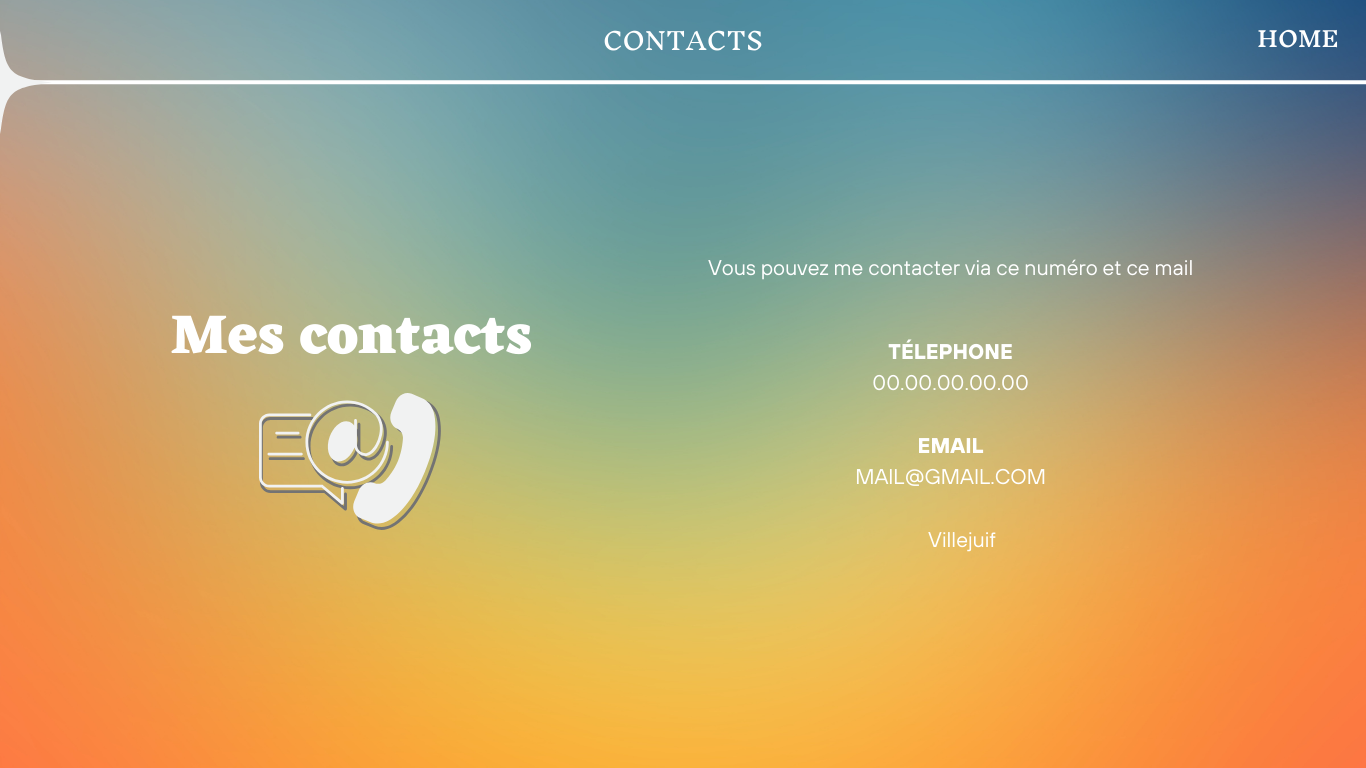 CONTACTS
HOME
Mes contacts
Vous pouvez me contacter via ce numéro et ce mail
TÉLEPHONE
00.00.00.00.00
EMAIL
MAIL@GMAIL.COM
Villejuif